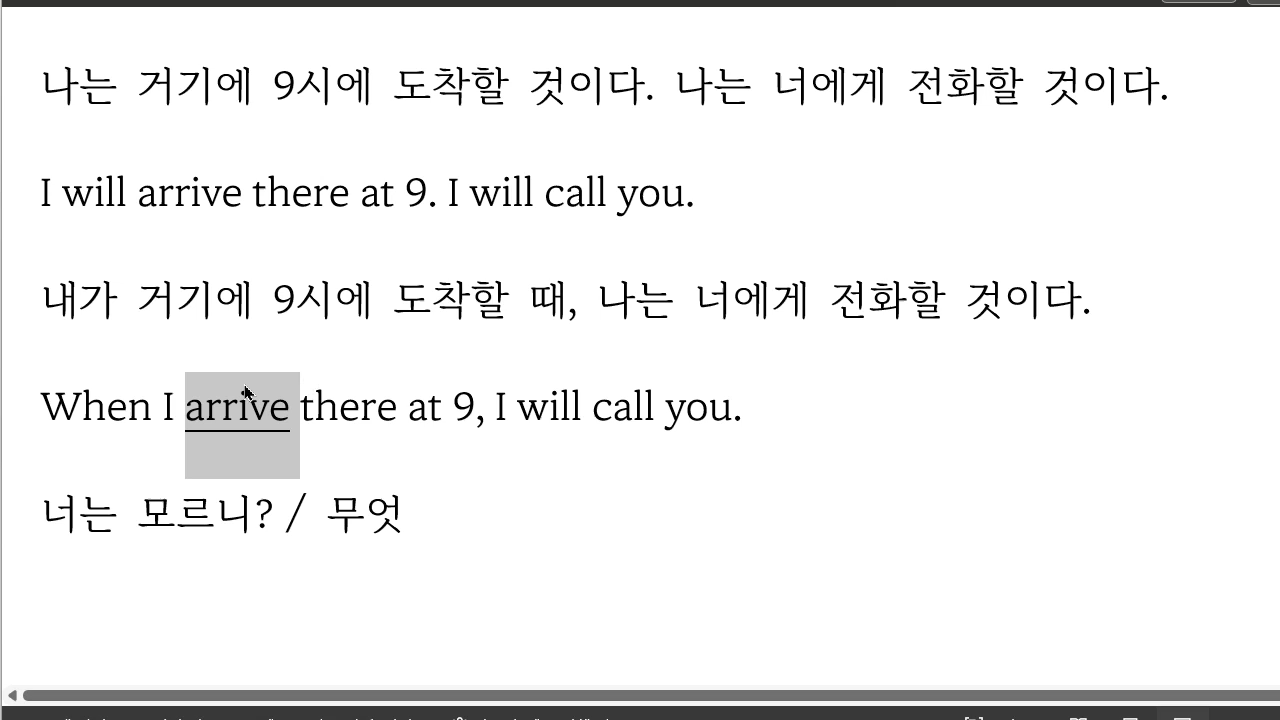 나는 거기에 9시에 도착할 것이다. 나는 너에게 전화할 것이다.
I will arrive there at 9. I will call you.
내가 거기에 9시에 도착할 때, 나는 너에게 전화할 것이다.
When I arrive there at 9, I will call you.
너는 모르니? / 무엇